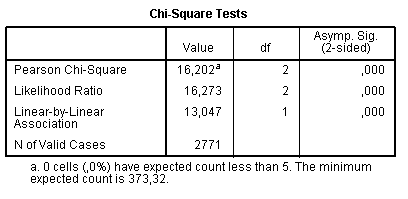 Chi-Square Tests
Value df Asymp. Sig. (2-sided)
Pearson Chi-Square 16,202a 2 ,000
Likelihood Ratio 16,273 2 ,000
Linear-by-Linear Association 13,047 1 ,000
N of Valid Cases 2771
a. 0 cells (,0%) have expected count less than 5. The minimum
expected count is 373,32.